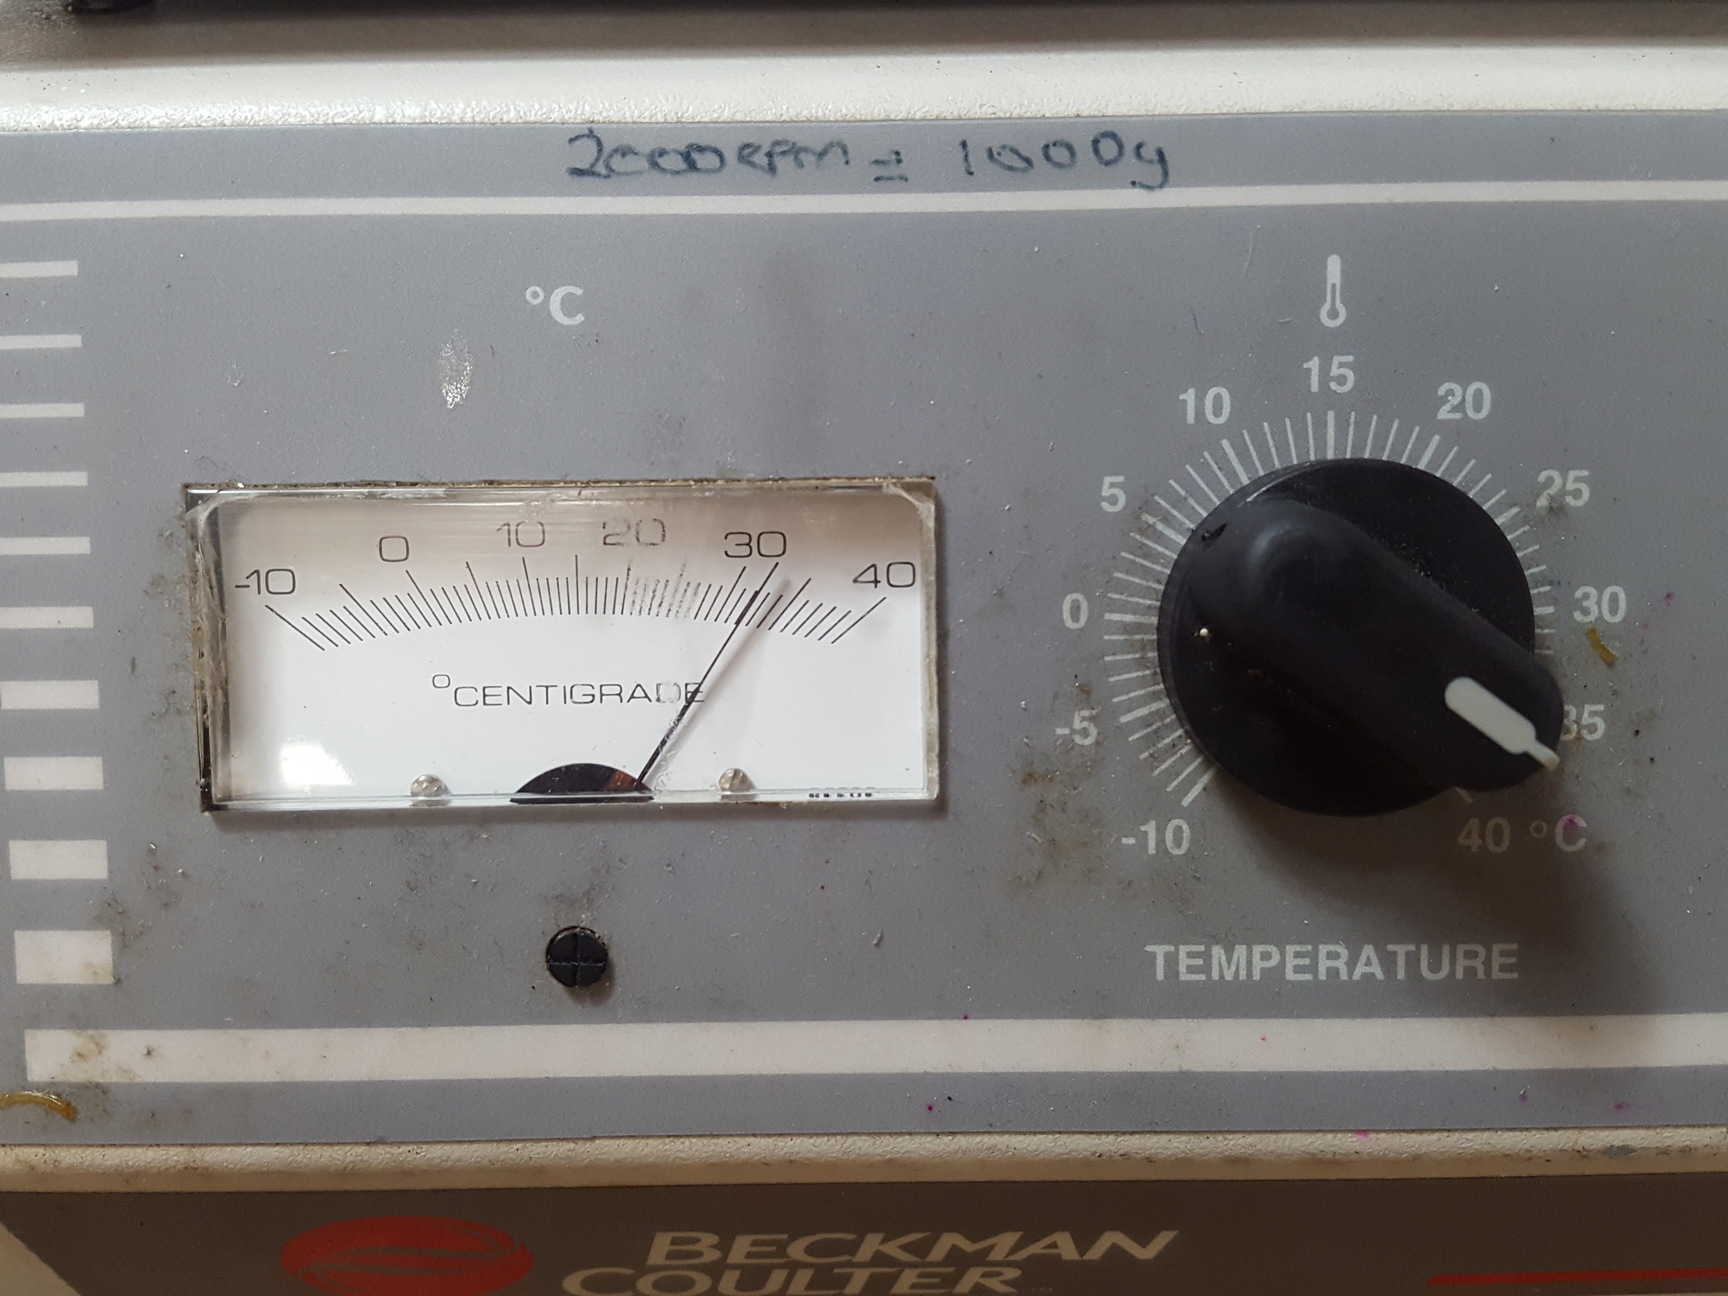 2000RPM = 1000g
°C
-10 0 10 20 30 40
°CENTIGRADE
-10 -5 0 5 10 15 20 25 30 35 40 °C
TEMPERATURE
BECKMAN
COULTER